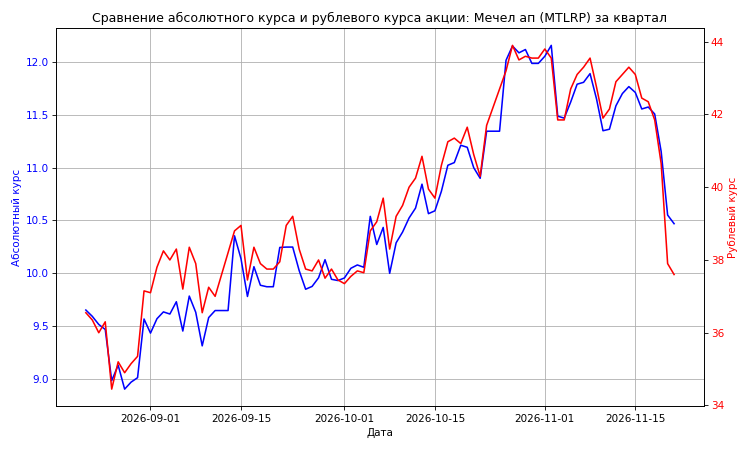 Сравнение абсолютного курса и рублевого курса акции: Мечел ап (MTLRP) за квартал
Абсолютный курс
12.0
11.5
11.0
10.5
10.0
9.5
9.0
44
42
40
38
36
34
Рублевый курс
2026-09-01 2026-09-15 2026-10-01 2026-10-15 2026-11-01 2026-11-15
Дата